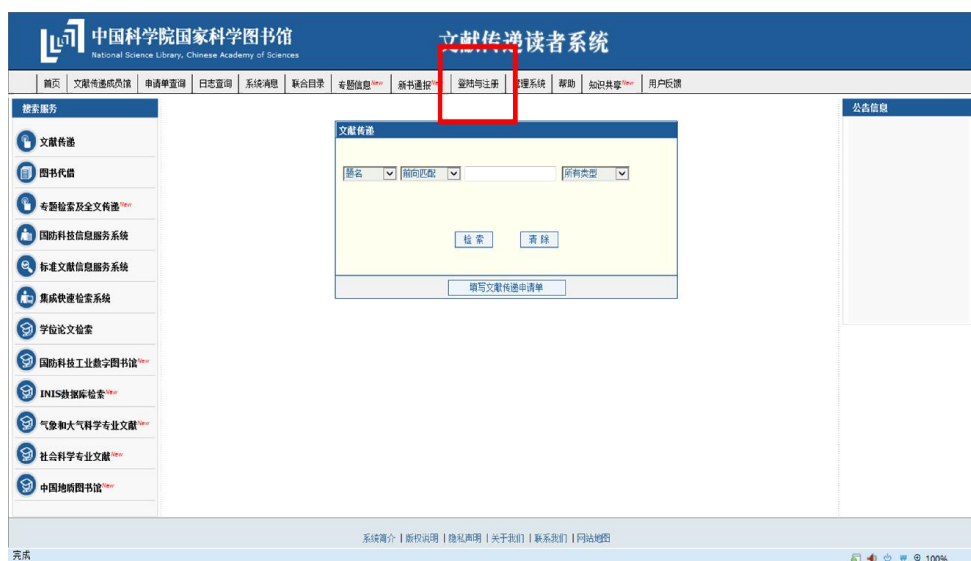 中国科学院国家科学图书馆
National Science Library, Chinese Academy of Sciences
文献传递读者系统
首页 文献传递成员馆 申请单查询 日志查询 系统消息 联合目录 专题信息New 新书通报New 登陆与注册 管理系统 帮助 知识共享New 用户反馈
搜索服务
文献传递
图书代借
专题检索及全文传递New
国防科技信息服务系统
标准文献信息服务系统
集成快速检索系统
学位论文检索
国防科技工业数字图书馆New
INIS数据库检索New
气象和大气科学专业文献New
社会科学专业文献New
中国地质图书馆New
文献传递
题名 前向匹配 所有类型
检 索 清 除
填写文献传递申请单
公告信息
系统简介 | 版权说明 | 隐私声明 | 关于我们 | 联系我们 | 网站地图
完成
100%